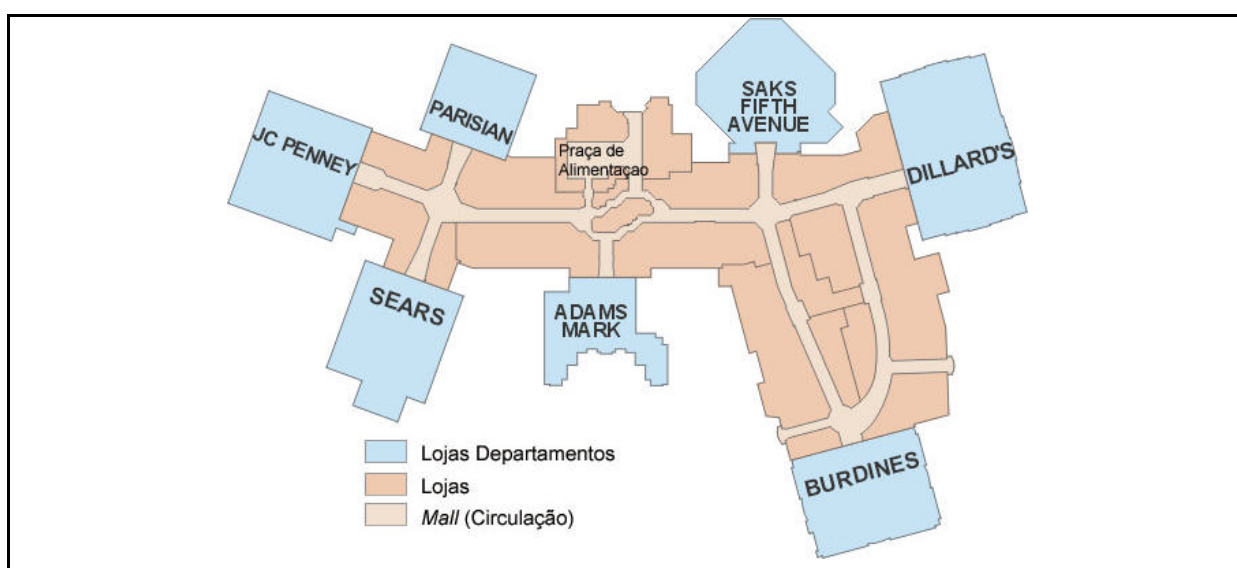 SAKS
FIFTH
AVENUE
PARISIAN
JC PENNEY
Praça de
Alimentaçao
DILLARD'S
SEARS
ADAMS
MARK
BURDINES
Lojas Departamentos
Lojas
Mall (Circulação)